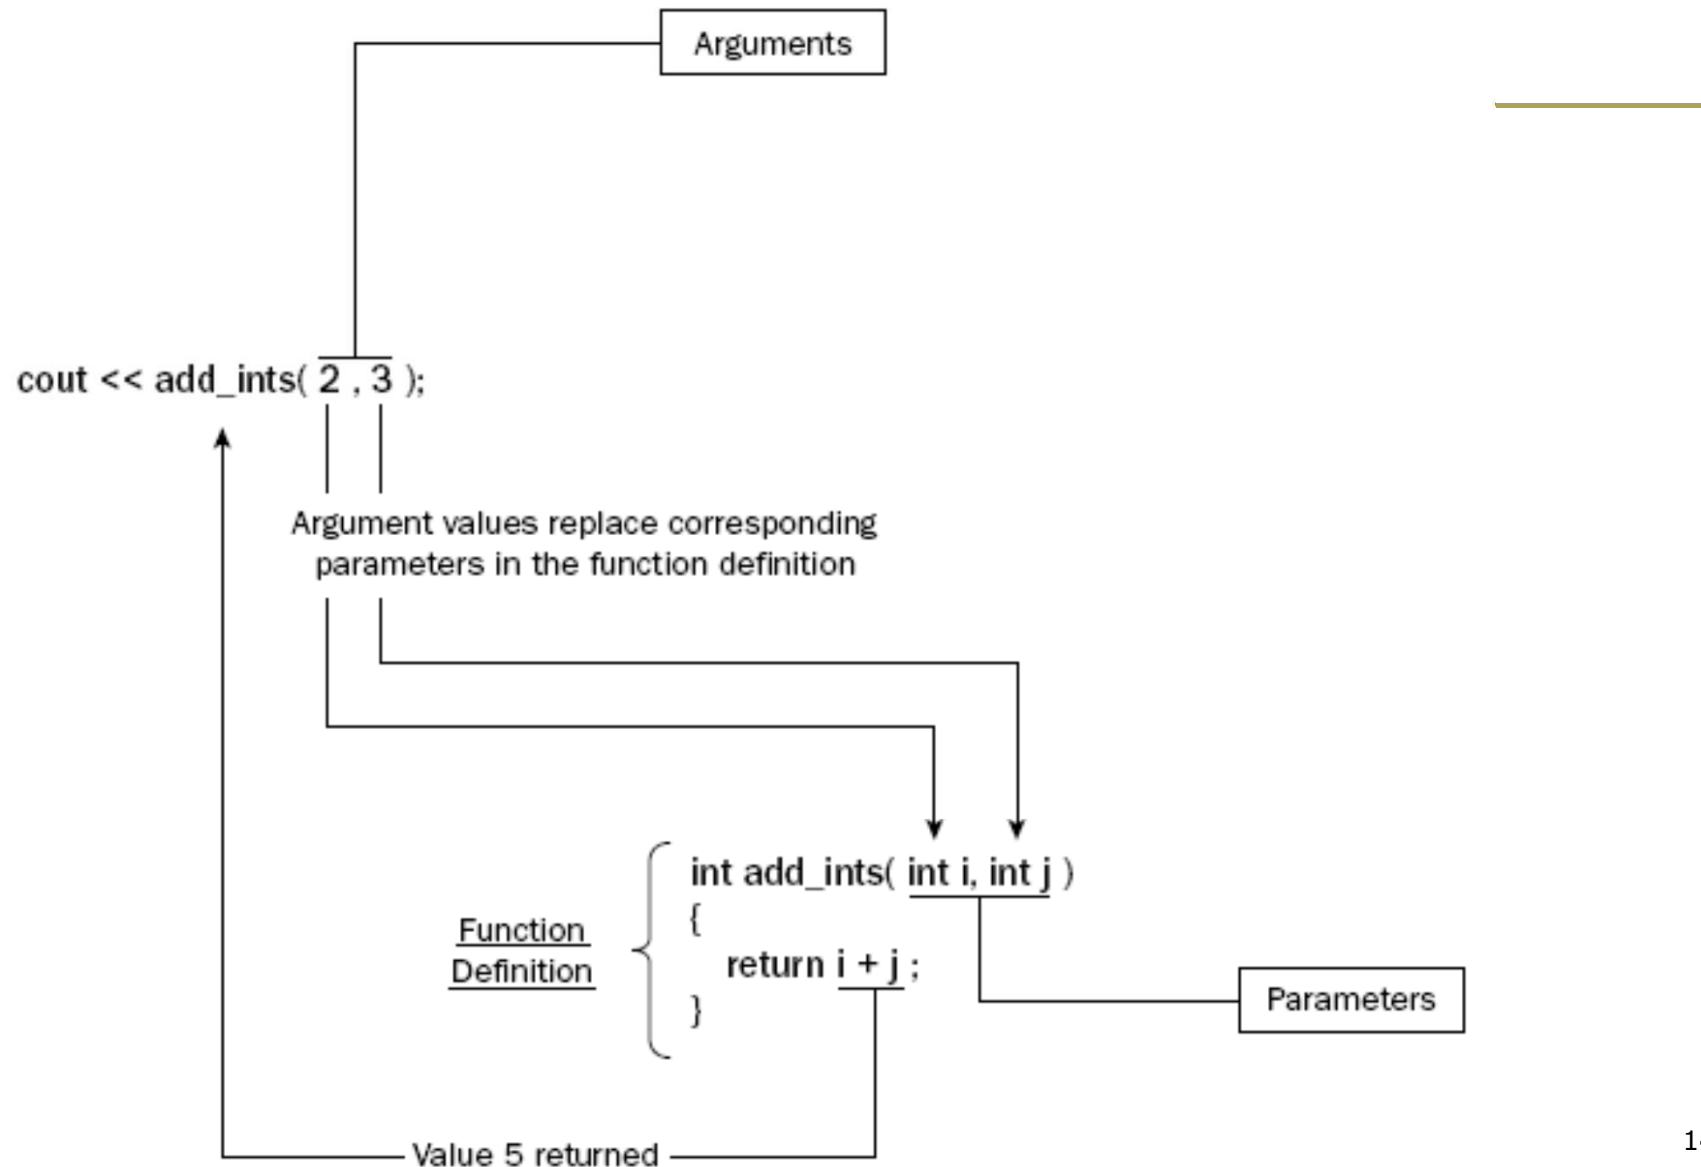 Arguments
cout << add_ints( 2 , 3 );
Argument values replace corresponding
parameters in the function definition
int add_ints( int i, int j )
{
Function
return i + j ;
Definition
}
Parameters
Value 5 returned